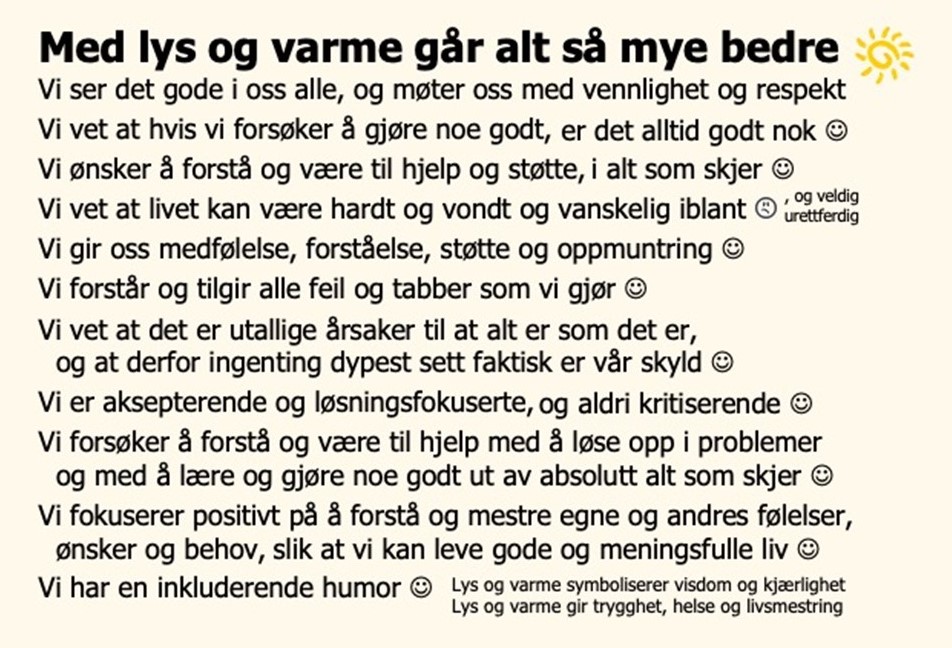 Med lys og varme går alt så mye bedre
Vi ser det gode i oss alle, og møter oss med vennlighet og respekt
Vi vet at hvis vi forsøker å gjøre noe godt, er det alltid godt nok ☺
Vi ønsker å forstå og være til hjelp og støtte, i alt som skjer ☺
Vi vet at livet kan være hardt og vondt og vanskelig iblant ☹ , og veldig urettferdig
Vi gir oss medfølelse, forståelse, støtte og oppmuntring ☺
Vi forstår og tilgir alle feil og tabber som vi gjør ☺
Vi vet at det er utallige årsaker til at alt er som det er,
og at derfor ingenting dypest sett faktisk er vår skyld ☺
Vi er aksepterende og løsningsfokuserte, og aldri kritiserende ☺
Vi forsøker å forstå og være til hjelp med å løse opp i problemer
og med å lære og gjøre noe godt ut av absolutt alt som skjer ☺
Vi fokuserer positivt på å forstå og mestre egne og andres følelser,
ønsker og behov, slik at vi kan leve gode og meningsfulle liv ☺
Vi har en inkluderende humor ☺
Lys og varme symboliserer visdom og kjærlighet
Lys og varme gir trygghet, helse og livsmestring